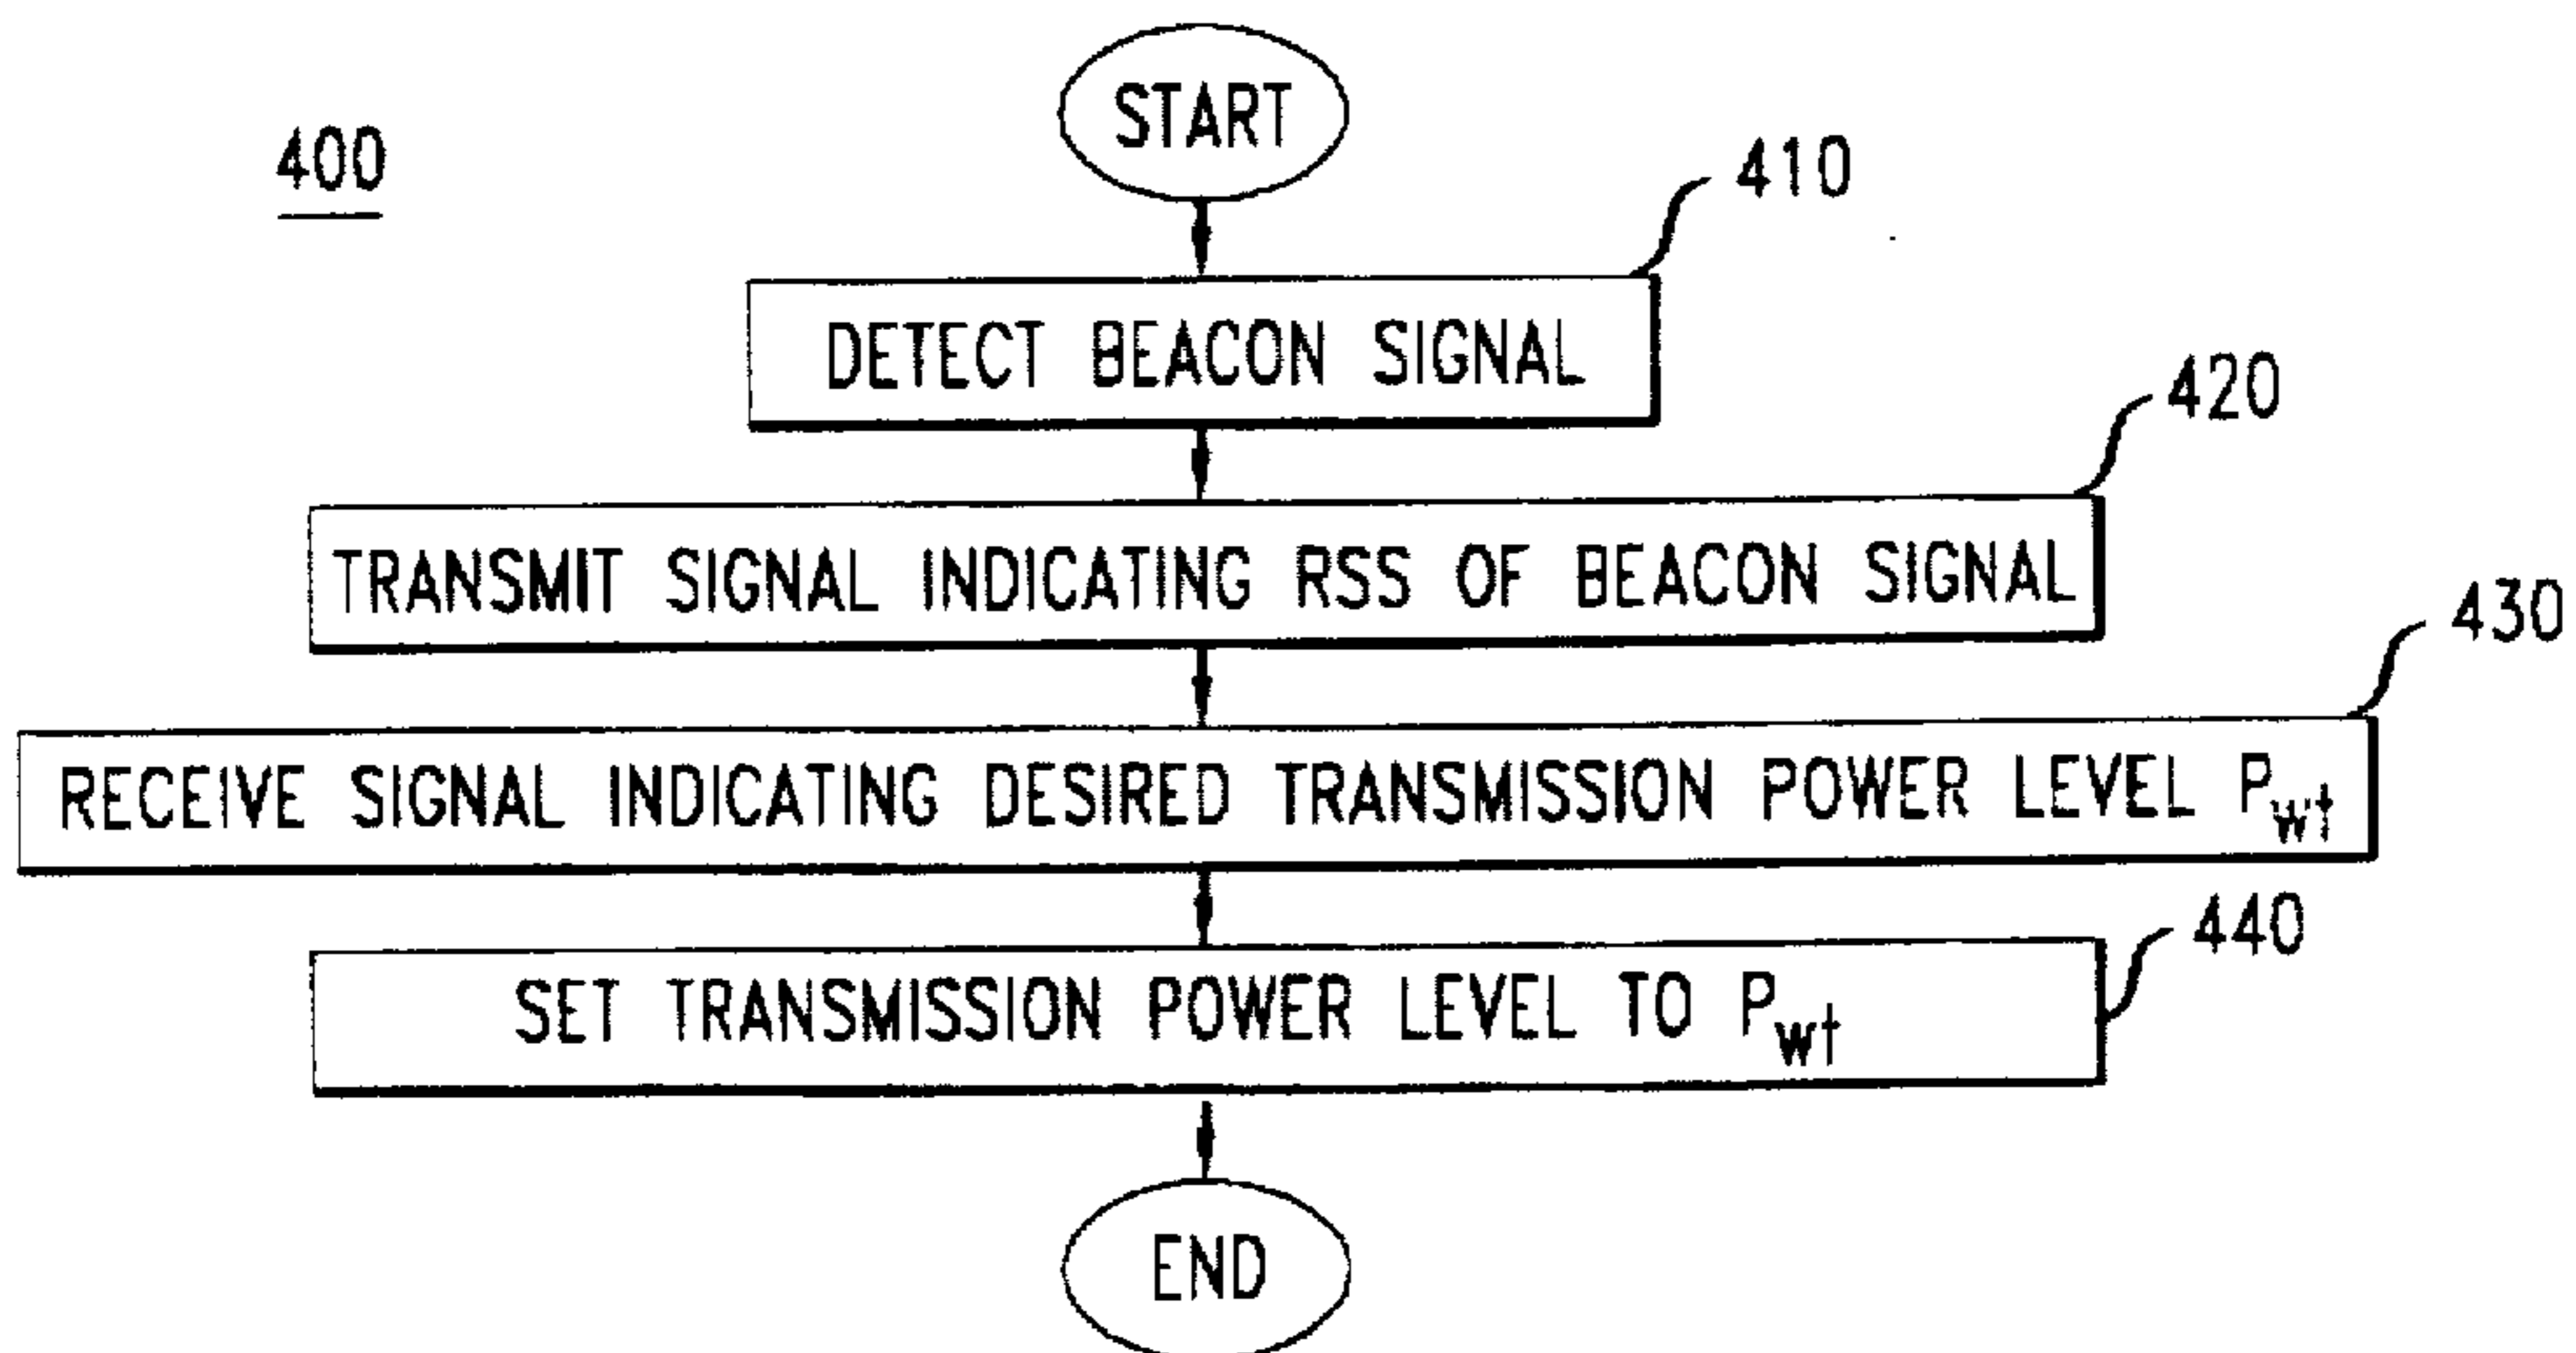 START
400
410
DETECT BEACON SIGNAL
420
TRANSMIT SIGNAL INDICATING RSS OF BEACON SIGNAL
430
RECEIVE SIGNAL INDICATING DESIRED TRANSMISSION POWER LEVEL Pwt
440
SET TRANSMISSION POWER LEVEL TO Pwt
END